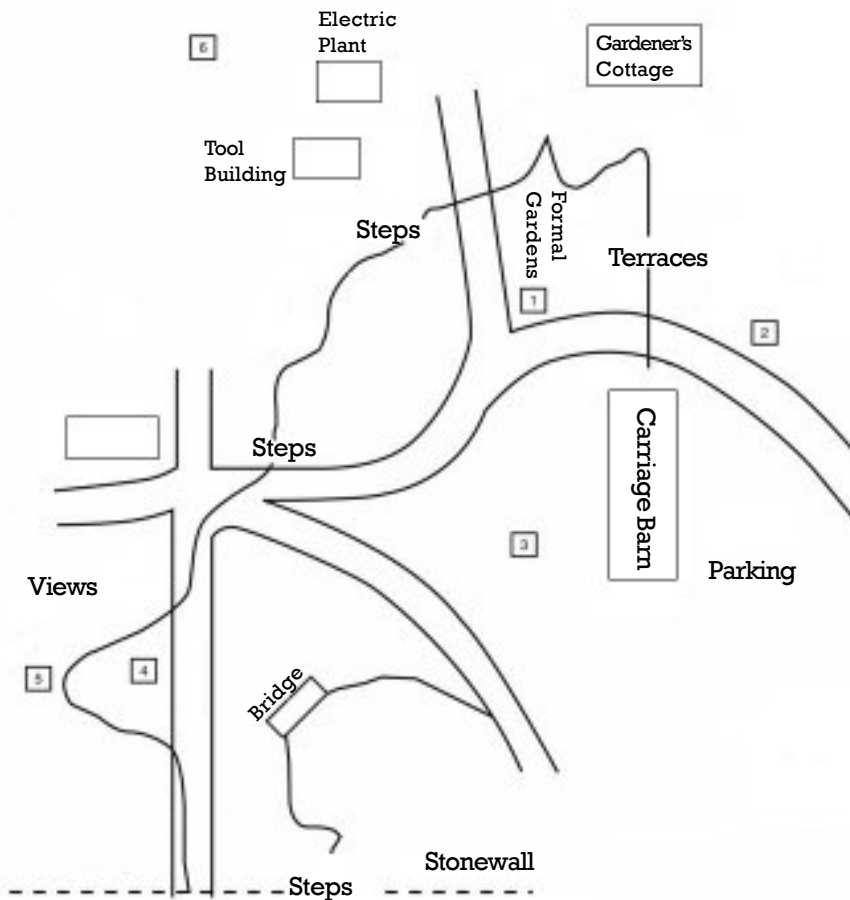 Electric
Plant
Gardener's
Cottage
6
Tool
Building
Steps
Formal
Gardens
Terraces
1
2
Carriage Barn
Steps
3
Parking
Views
4
5
Bridge
Stonewall
Steps